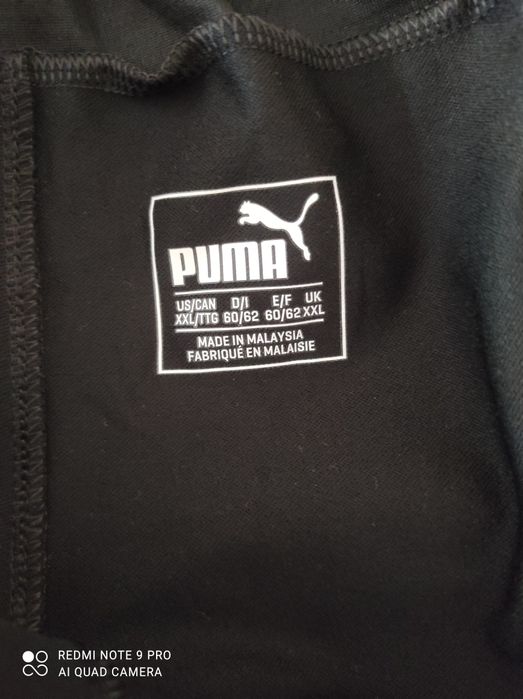 PUMA
US/CAN D/I E/F UK
XXL/TTG 60/62 60/62 XXL
MADE IN MALAYSIA
FABRIQUÉ EN MALAISIE
REDMI NOTE 9 PRO
AI QUAD CAMERA